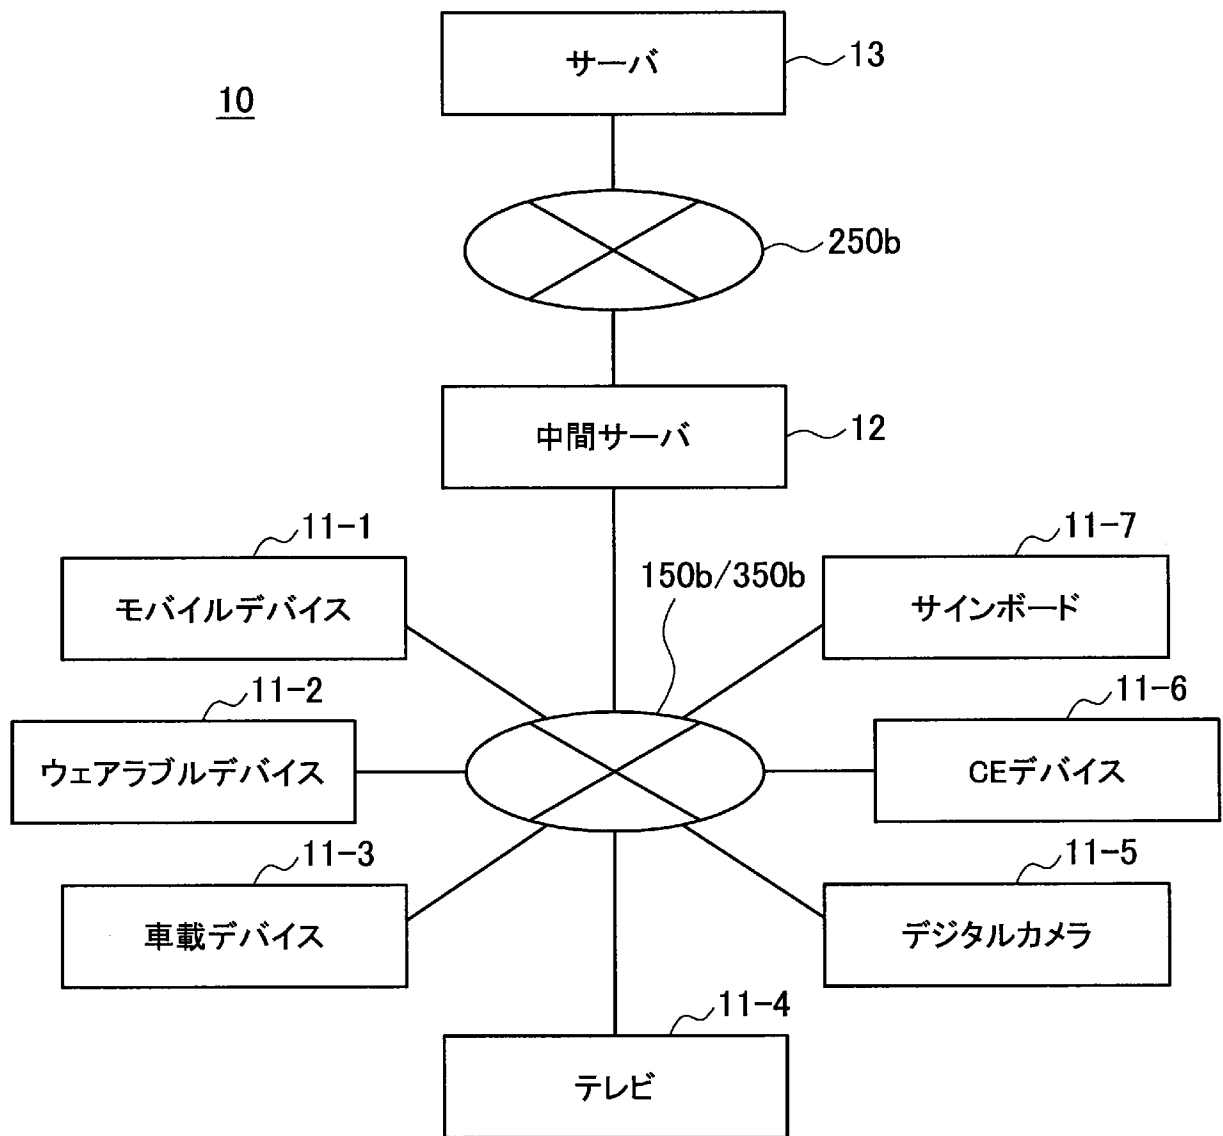 サーバ
13
10
250b
中間サーバ
12
11-1
モバイルデバイス
11-7
サインボード
150b/350b
11-2
ウェアラブルデバイス
11-6
CEデバイス
11-3
車載デバイス
11-5
デジタルカメラ
11-4
テレビ